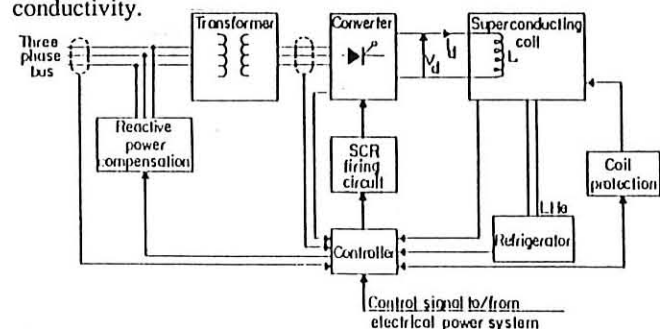 conductivity.
Transformer
Converter
Superconducting
coil
Three
phase
bus
Vd
Id
L
Reactive
power
compensation
SCR
firing
circuit
Coil
protection
LHe
Refrigerator
Controller
Control signal to/from
electrical power system